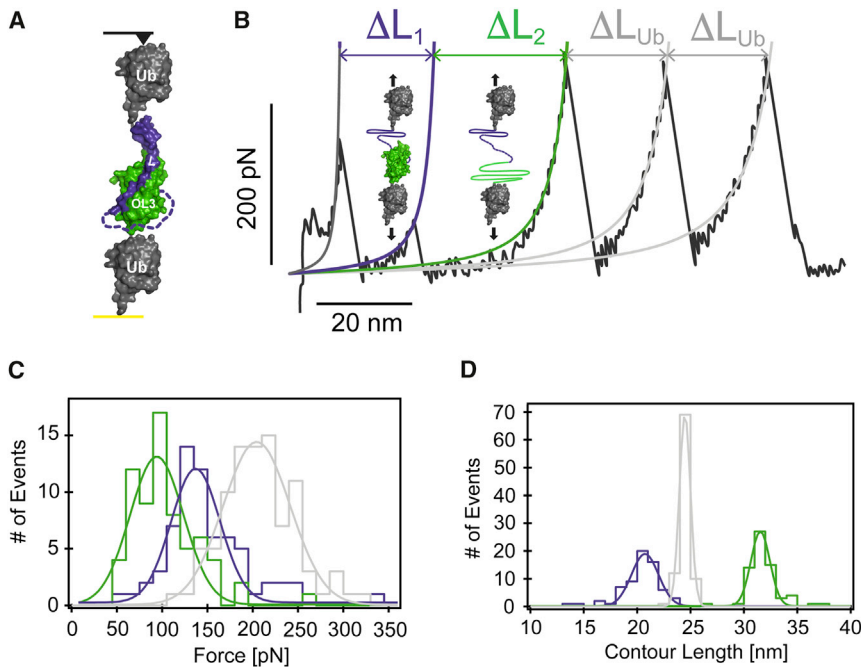 A
Ub
OL3
Ub
B
ΔL1
ΔL2
ΔLUb
ΔLUb
200 pN
20 nm
C
# of Events
15
10
5
0
0
50
100
150
200
250
300
350
Force [pN]
D
# of Events
70
60
50
40
30
20
10
0
10
15
20
25
30
35
40
Contour Length [nm]